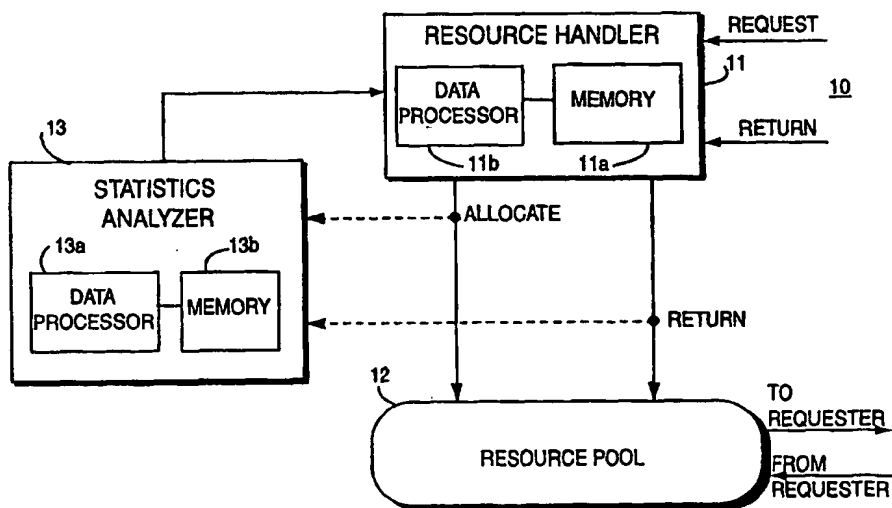 REQUEST
RESOURCE HANDLER
11
10
DATA
PROCESSOR
MEMORY
RETURN
11b
11a
13
STATISTICS
ANALYZER
ALLOCATE
13a
13b
DATA
PROCESSOR
MEMORY
RETURN
12
TO
REQUESTER
RESOURCE POOL
FROM
REQUESTER